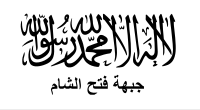 لا إله إلا الله محمد رسول الله
جبهة فتح الشام